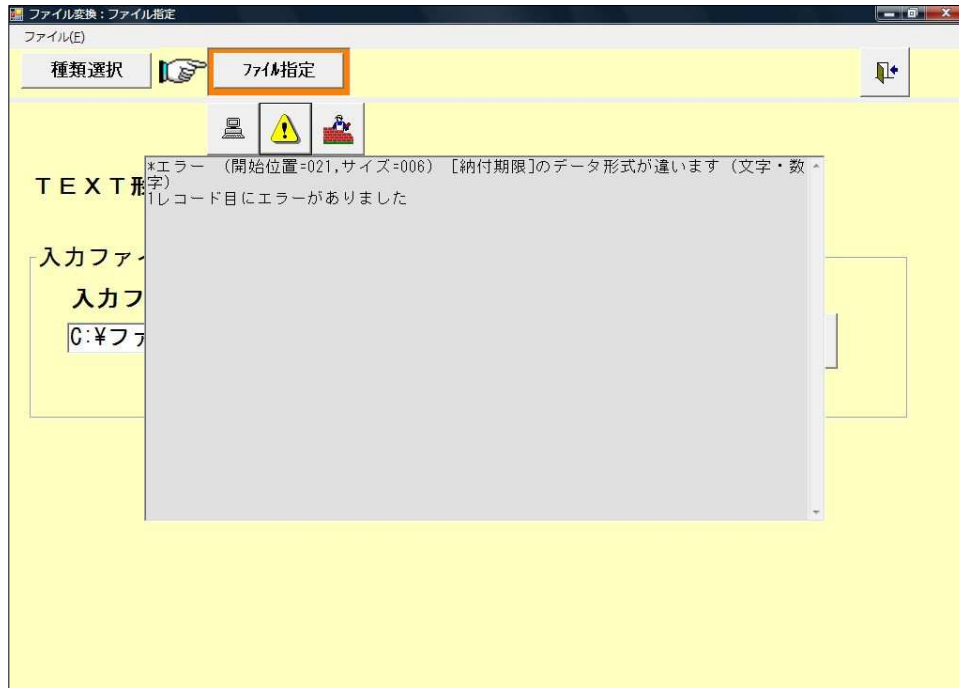 ファイル変換：ファイル指定
ファイル(E)
種類選択
ﾌｧｲﾙ指定
*エラー （開始位置=021,サイズ=006） [納付期限]のデータ形式が違います（文字・数
字）
1レコード目にエラーがありました
ＴＥＸＴ形
入力ファイ
入力フ
C:¥ファ